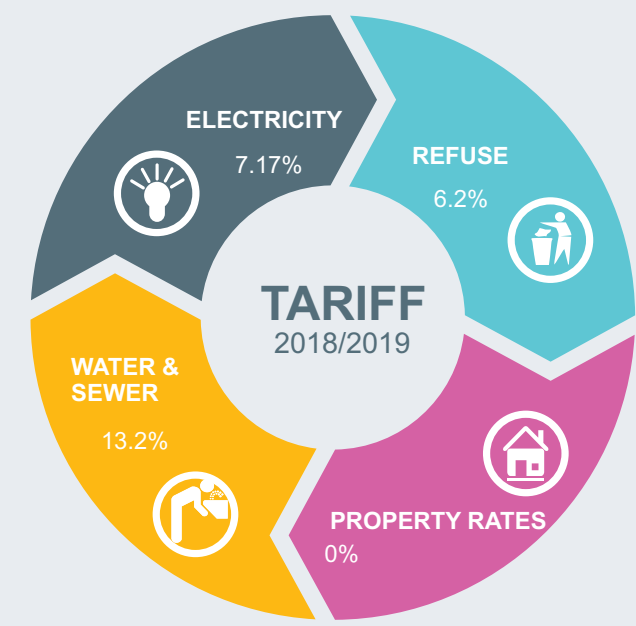 ELECTRICITY
7.17%
REFUSE
6.2%
TARIFF
2018/2019
WATER &
SEWER
13.2%
PROPERTY RATES
0%